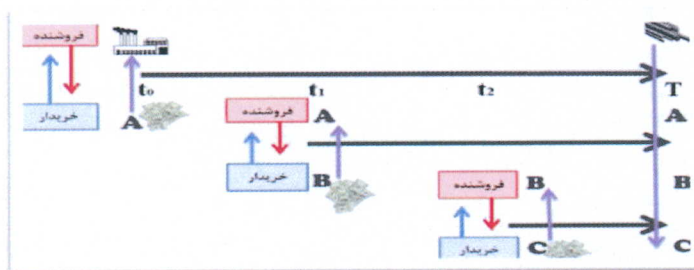 فروشنده
خریدار
A
t₀ t₁ t₂ T
فروشنده A A
خریدار B
فروشنده B B
خریدار C C